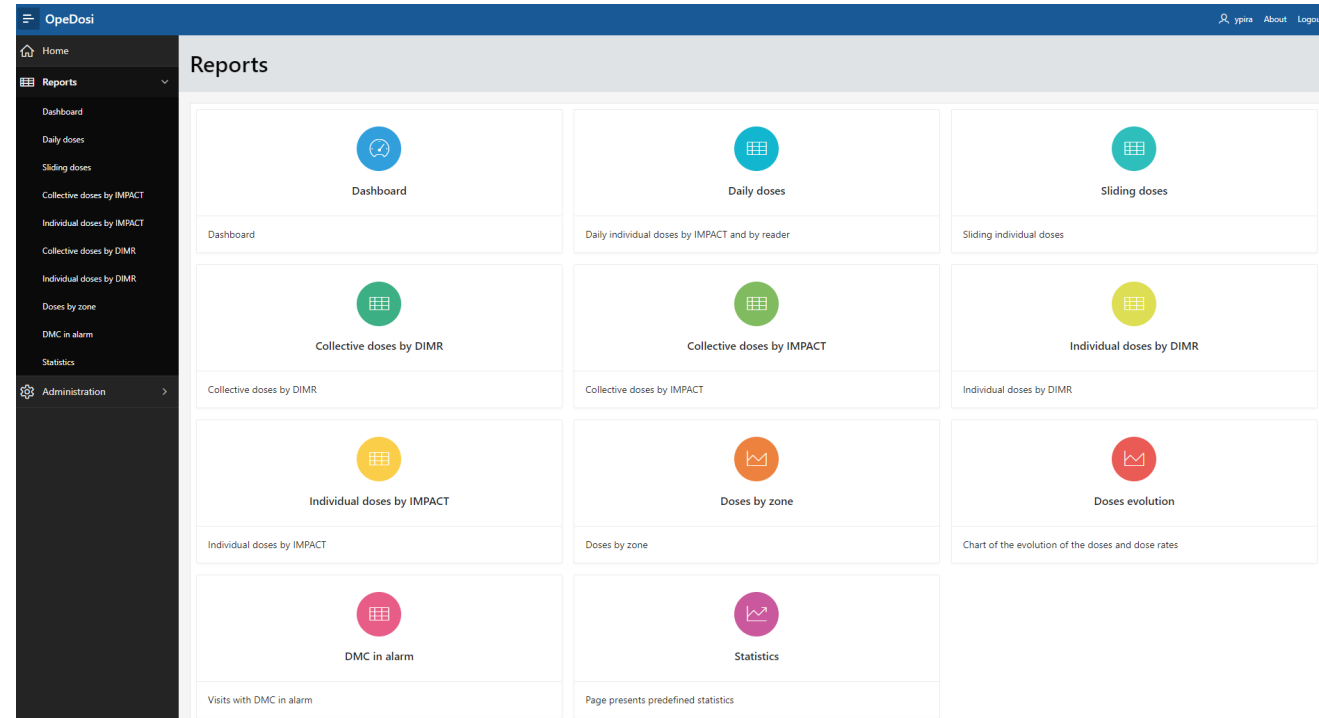 OpeDosi
ypira About Logou
Home
Reports
Dashboard
Daily doses
Sliding doses
Collective doses by IMPACT
Individual doses by IMPACT
Collective doses by DIMR
Individual doses by DIMR
Doses by zone
DMC in alarm
Statistics
Administration
Reports
Dashboard
Dashboard
Daily doses
Daily individual doses by IMPACT and by reader
Sliding doses
Sliding individual doses
Collective doses by DIMR
Collective doses by DIMR
Collective doses by IMPACT
Collective doses by IMPACT
Individual doses by DIMR
Individual doses by DIMR
Individual doses by IMPACT
Individual doses by IMPACT
Doses by zone
Doses by zone
Doses evolution
Chart of the evolution of the doses and dose rates
DMC in alarm
Visits with DMC in alarm
Statistics
Page presents predefined statistics